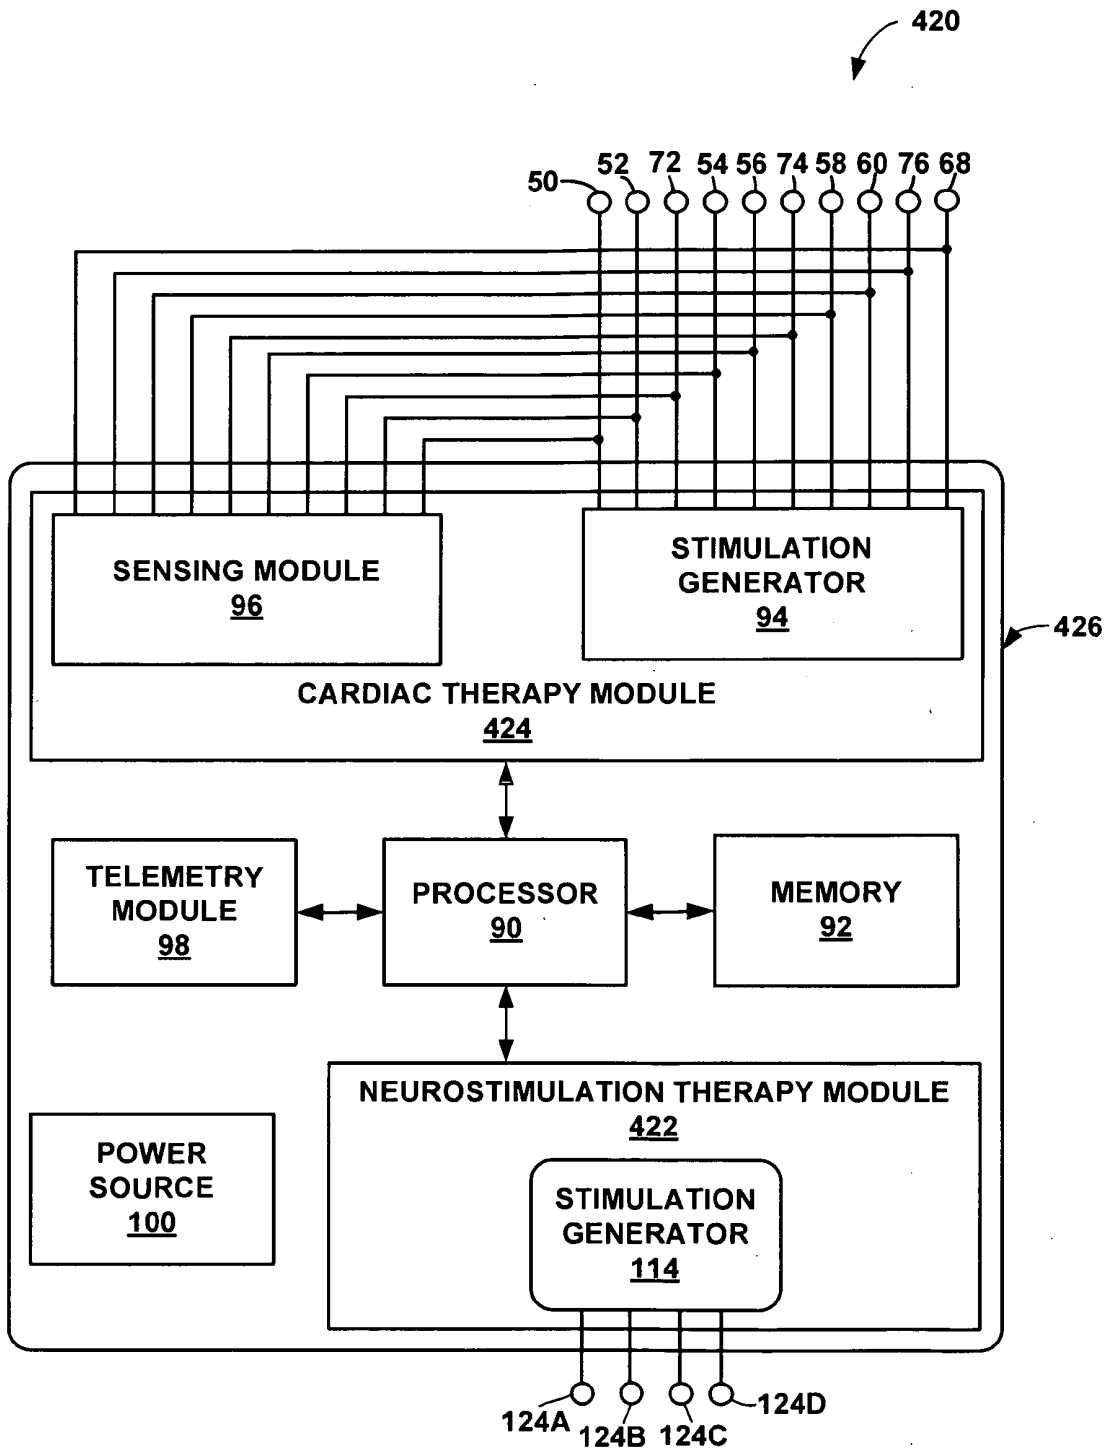 420
50 52 72 54 56 74 58 60 76 68
SENSING MODULE
96
STIMULATION
GENERATOR
94
426
CARDIAC THERAPY MODULE
424
TELEMETRY
MODULE
98
PROCESSOR
90
MEMORY
92
NEUROSTIMULATION THERAPY MODULE
422
POWER
SOURCE
100
STIMULATION
GENERATOR
114
124A 124B 124C 124D